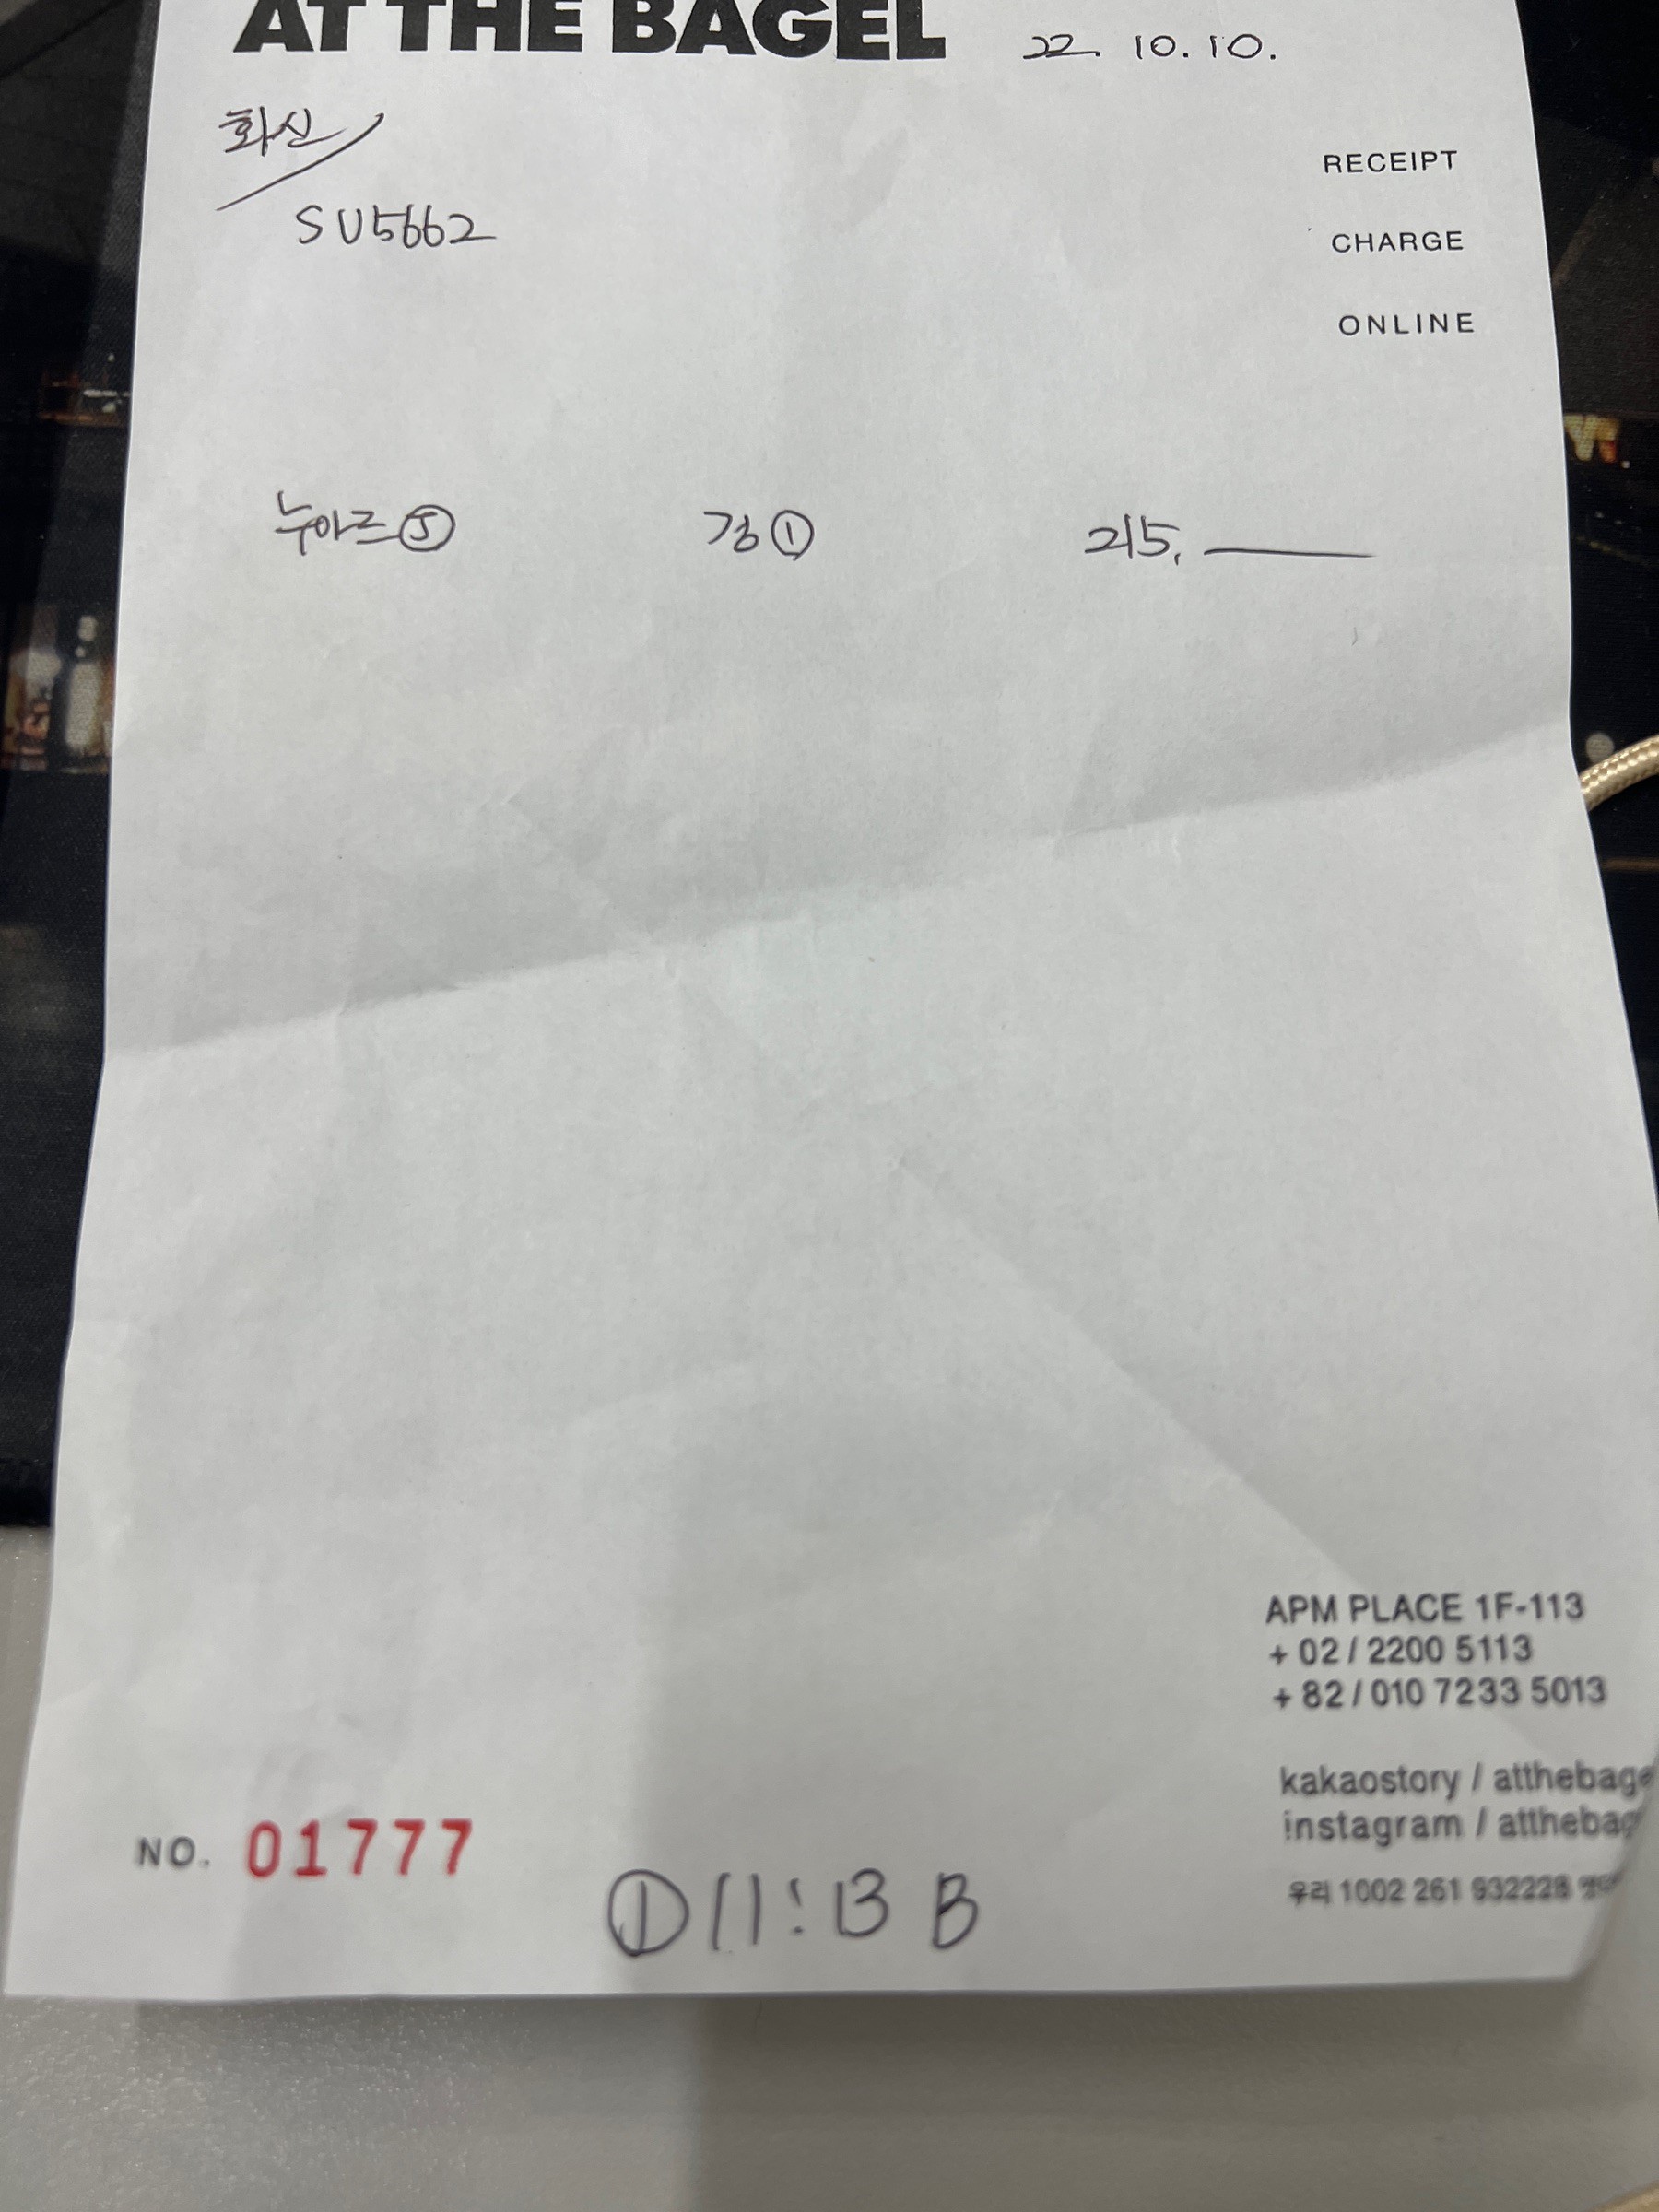 AT THE BAGEL 22. 10. 10.
화신
SU5662
RECEIPT
CHARGE
ONLINE
누아르 ⑤ 검 ① 215,
APM PLACE 1F-113
+ 02 / 2200 5113
+ 82 / 010 7233 5013
kakaostory / atthebage
instagram / atthebag
우리 1002 261 932228
NO. 01777
① 11:13 B